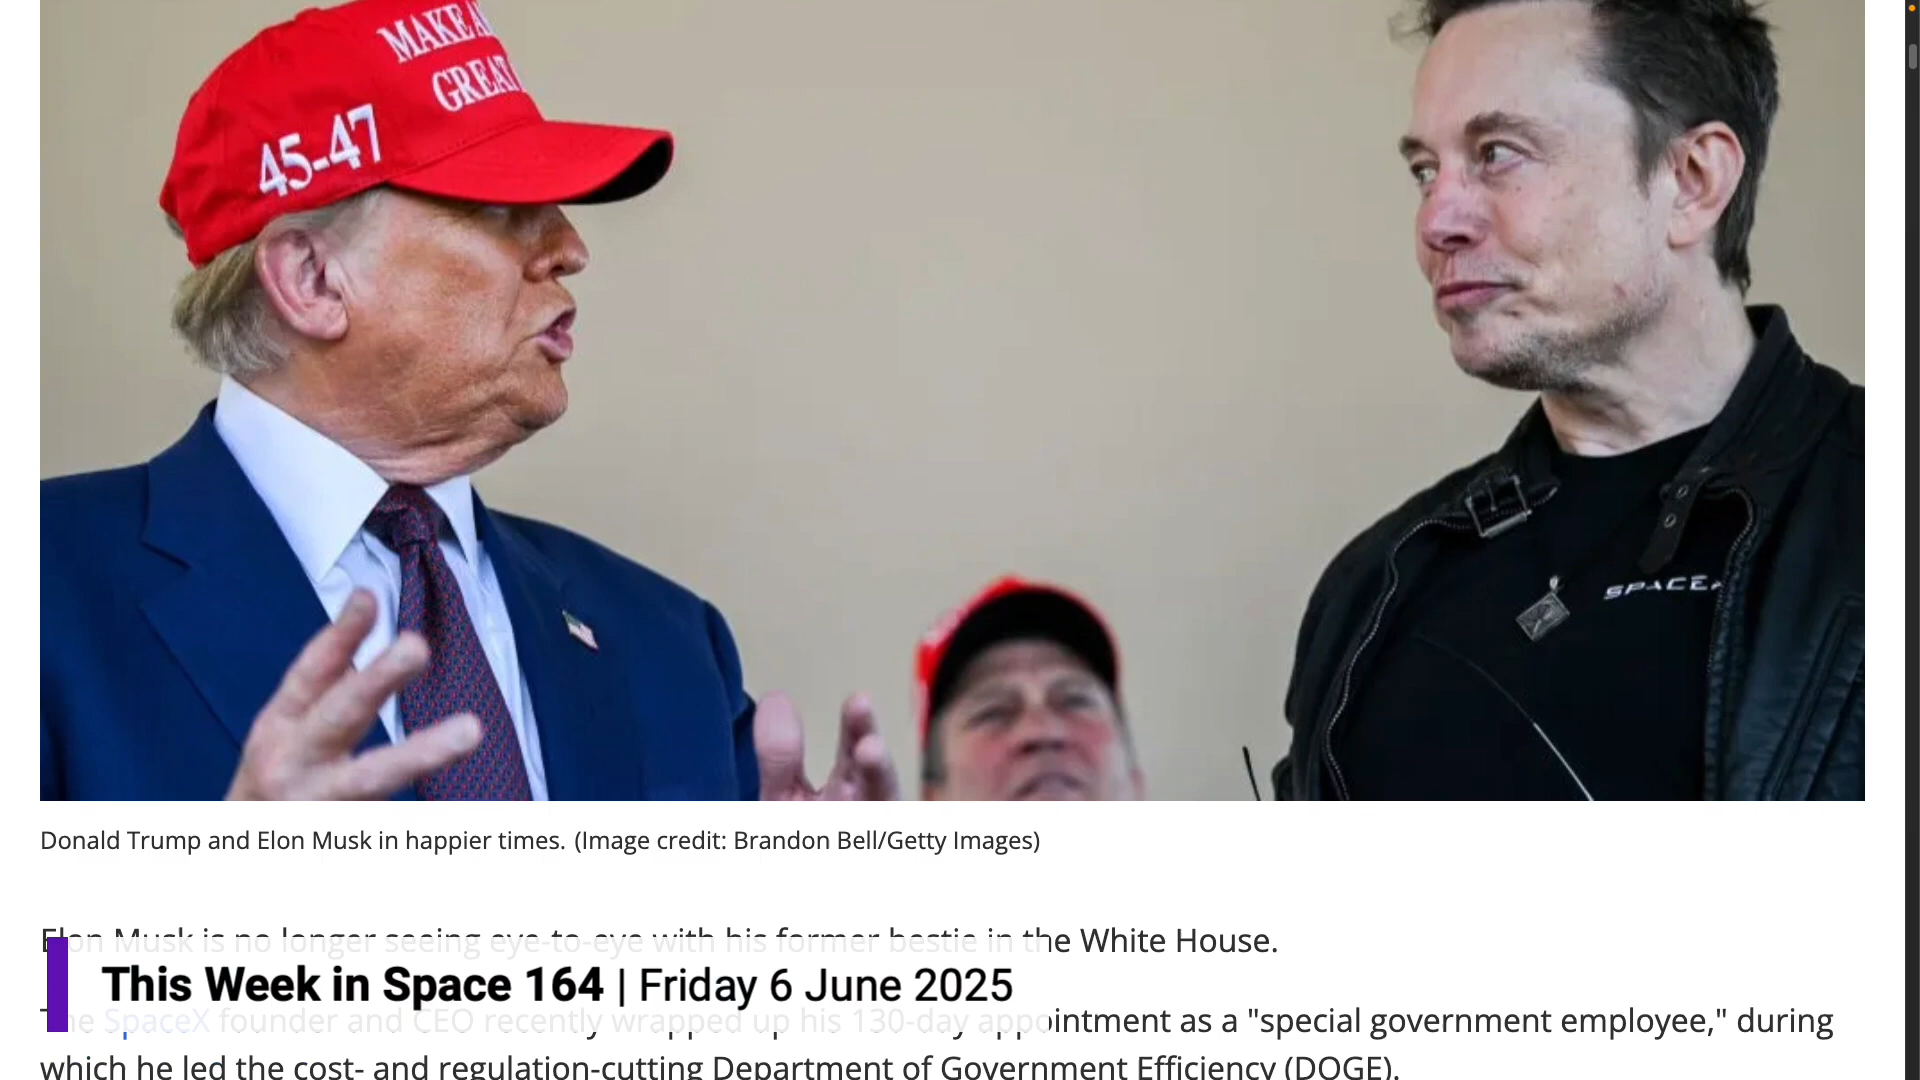 MAKE A
GREAT
45-47
SPACE
Donald Trump and Elon Musk in happier times. (Image credit: Brandon Bell/Getty Images)
Elon Musk is no longer seeing eye-to-eye with his former bestie in the White House.
This Week in Space 164 | Friday 6 June 2025
The SpaceX founder and CEO recently wrapped up his 130-day appointment as a "special government employee," during
which he led the cost- and regulation-cutting Department of Government Efficiency (DOGE).